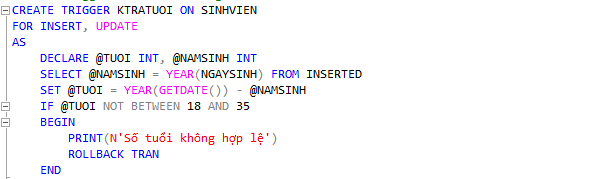 CREATE TRIGGER KTRATUOI ON SINHVIEN
FOR INSERT, UPDATE
AS
DECLARE @TUOI INT, @NAMSINH INT
SELECT @NAMSINH = YEAR(NGAYSINH) FROM INSERTED
SET @TUOI = YEAR(GETDATE()) - @NAMSINH
IF @TUOI NOT BETWEEN 18 AND 35
BEGIN
PRINT(N'Số tuổi không hợp lệ')
ROLLBACK TRAN
END